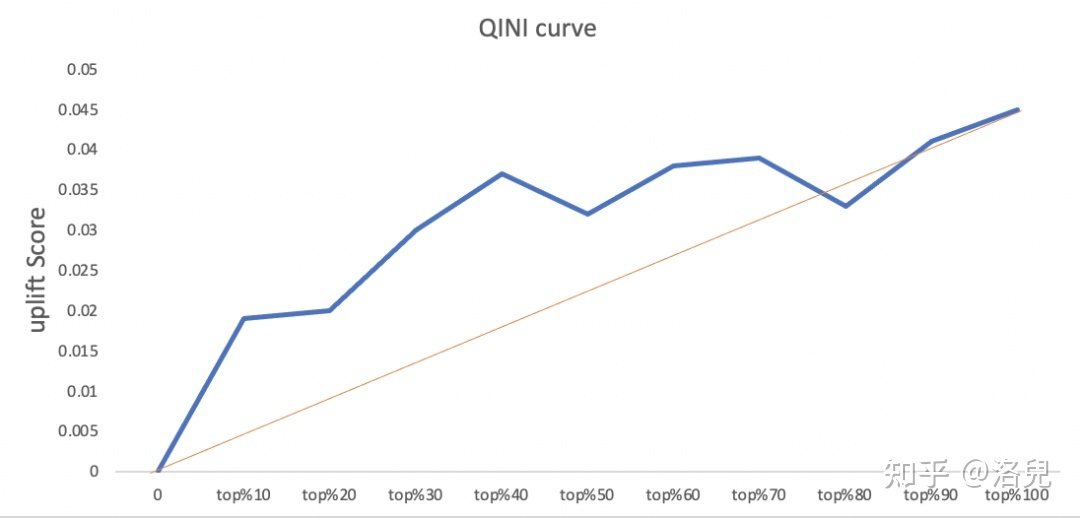 QINI curve
0.05
0.045
0.04
0.035
0.03
0.025
0.02
0.015
0.01
0.005
0
uplift Score
0 top%10 top%20 top%30 top%40 top%50 top%60 top%70 top%80 top%90 top%100
知乎 @洛兒